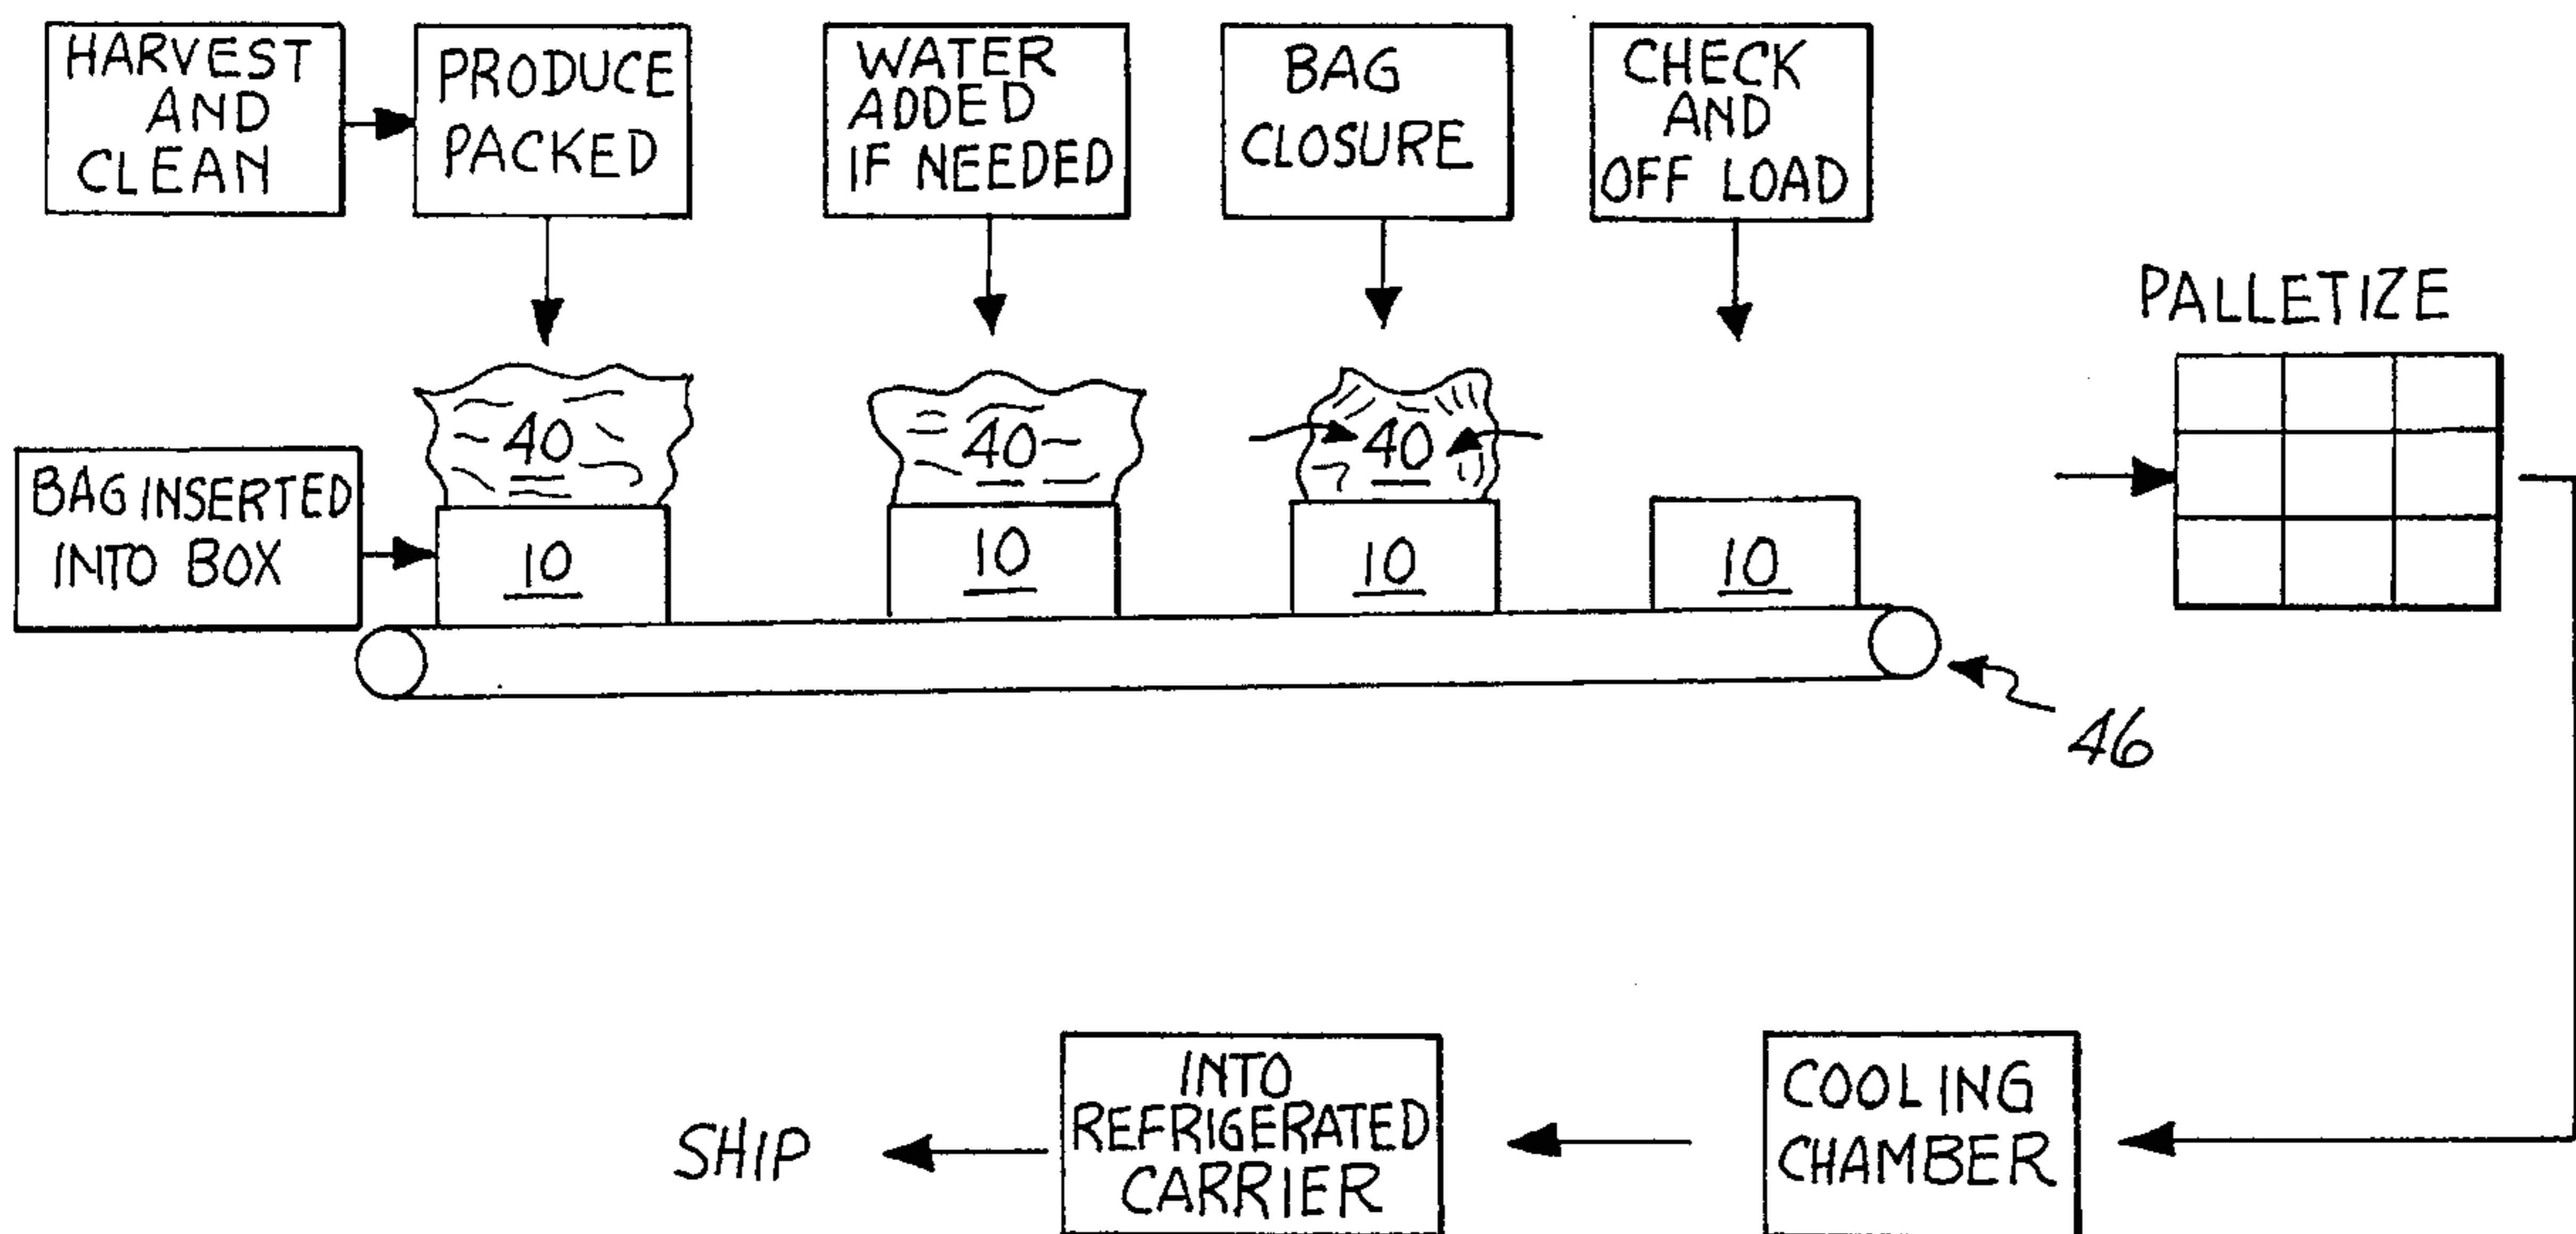 HARVEST
AND
CLEAN
PRODUCE
PACKED
WATER
ADDED
IF NEEDED
BAG
CLOSURE
CHECK
AND
OFF LOAD
PALLETIZE
BAG INSERTED
INTO BOX
40
40
40
10
10
10
10
46
SHIP
INTO
REFRIGERATED
CARRIER
COOLING
CHAMBER